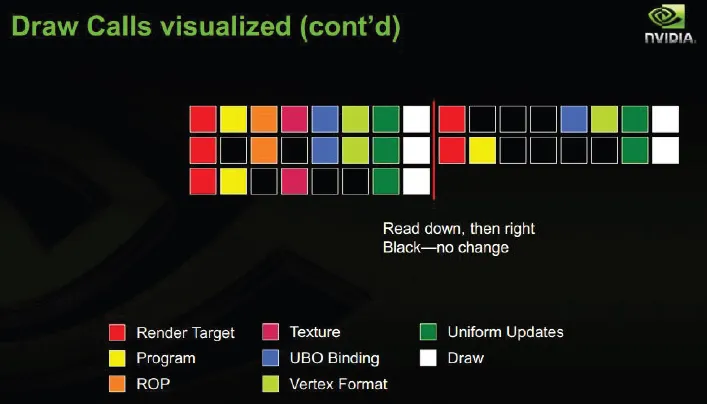 Draw Calls visualized (cont’d)
NVIDIA.
Read down, then right
Black—no change
Render Target
Program
ROP
Texture
UBO Binding
Vertex Format
Uniform Updates
Draw